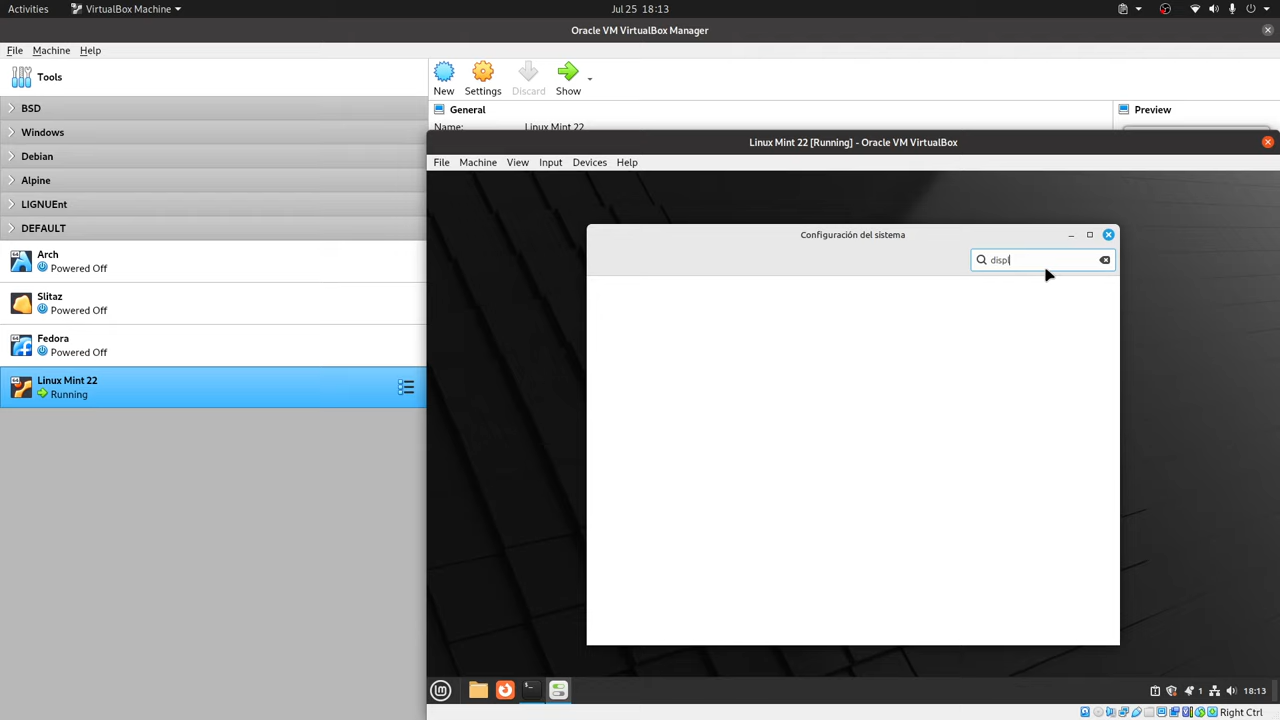 Activities
VirtualBox Machine
Jul 25 18:13
Oracle VM VirtualBox Manager
File Machine Help
Tools
New Settings Discard Show
BSD
Windows
Debian
Alpine
LIGNUEnt
DEFAULT
Arch
Powered Off
Slitaz
Powered Off
Fedora
Powered Off
Linux Mint 22
Running
General
Preview
Name: Linux Mint 22
Linux Mint 22 [Running] - Oracle VM VirtualBox
File Machine View Input Devices Help
Configuración del sistema
displ
1
18:13
Right Ctrl